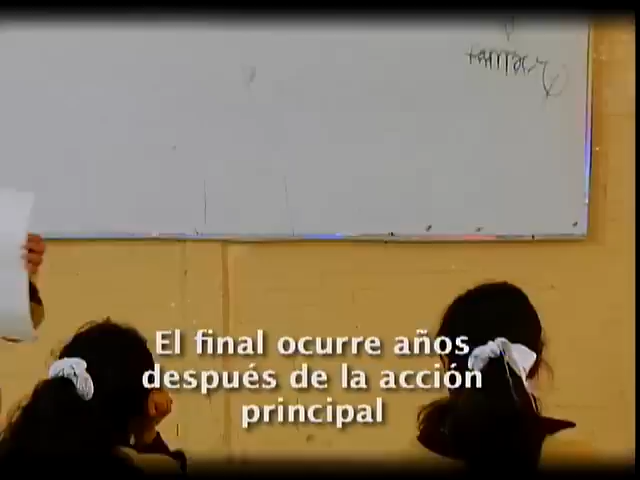 El final ocurre años
después de la acción
principal